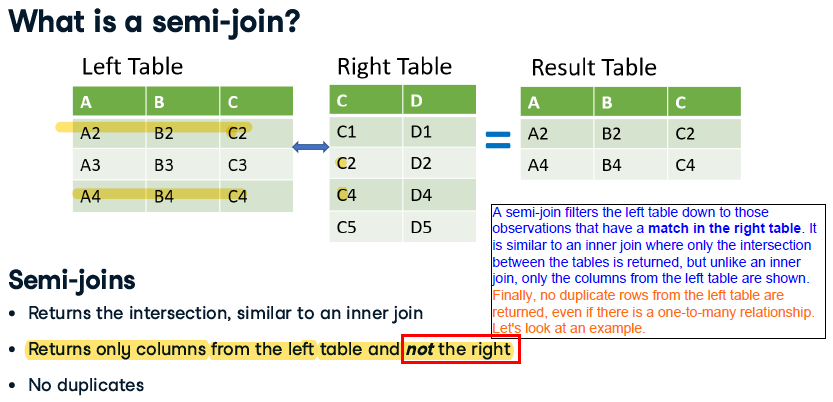 What is a semi-join?
Left Table Right Table Result Table
A B C C D A B C
A2 B2 C2 C1 D1 A2 B2 C2
A3 B3 C3 C2 D2 A4 B4 C4
A4 B4 C4 C4 D4
C5 D5
A semi-join filters the left table down to those
observations that have a match in the right table. It
is similar to an inner join where only the intersection
between the tables is returned, but unlike an inner
join, only the columns from the left table are shown.
Finally, no duplicate rows from the left table are
returned, even if there is a one-to-many relationship.
Let's look at an example.
Semi-joins
• Returns the intersection, similar to an inner join
• Returns only columns from the left table and not the right
• No duplicates